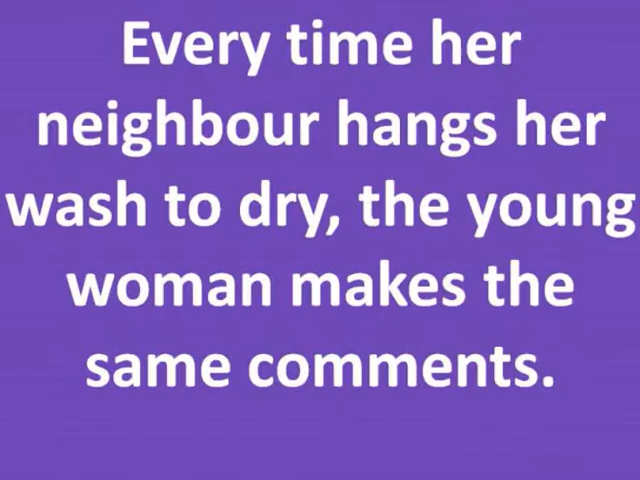 Every time her
neighbour hangs her
wash to dry, the young
woman makes the
same comments.